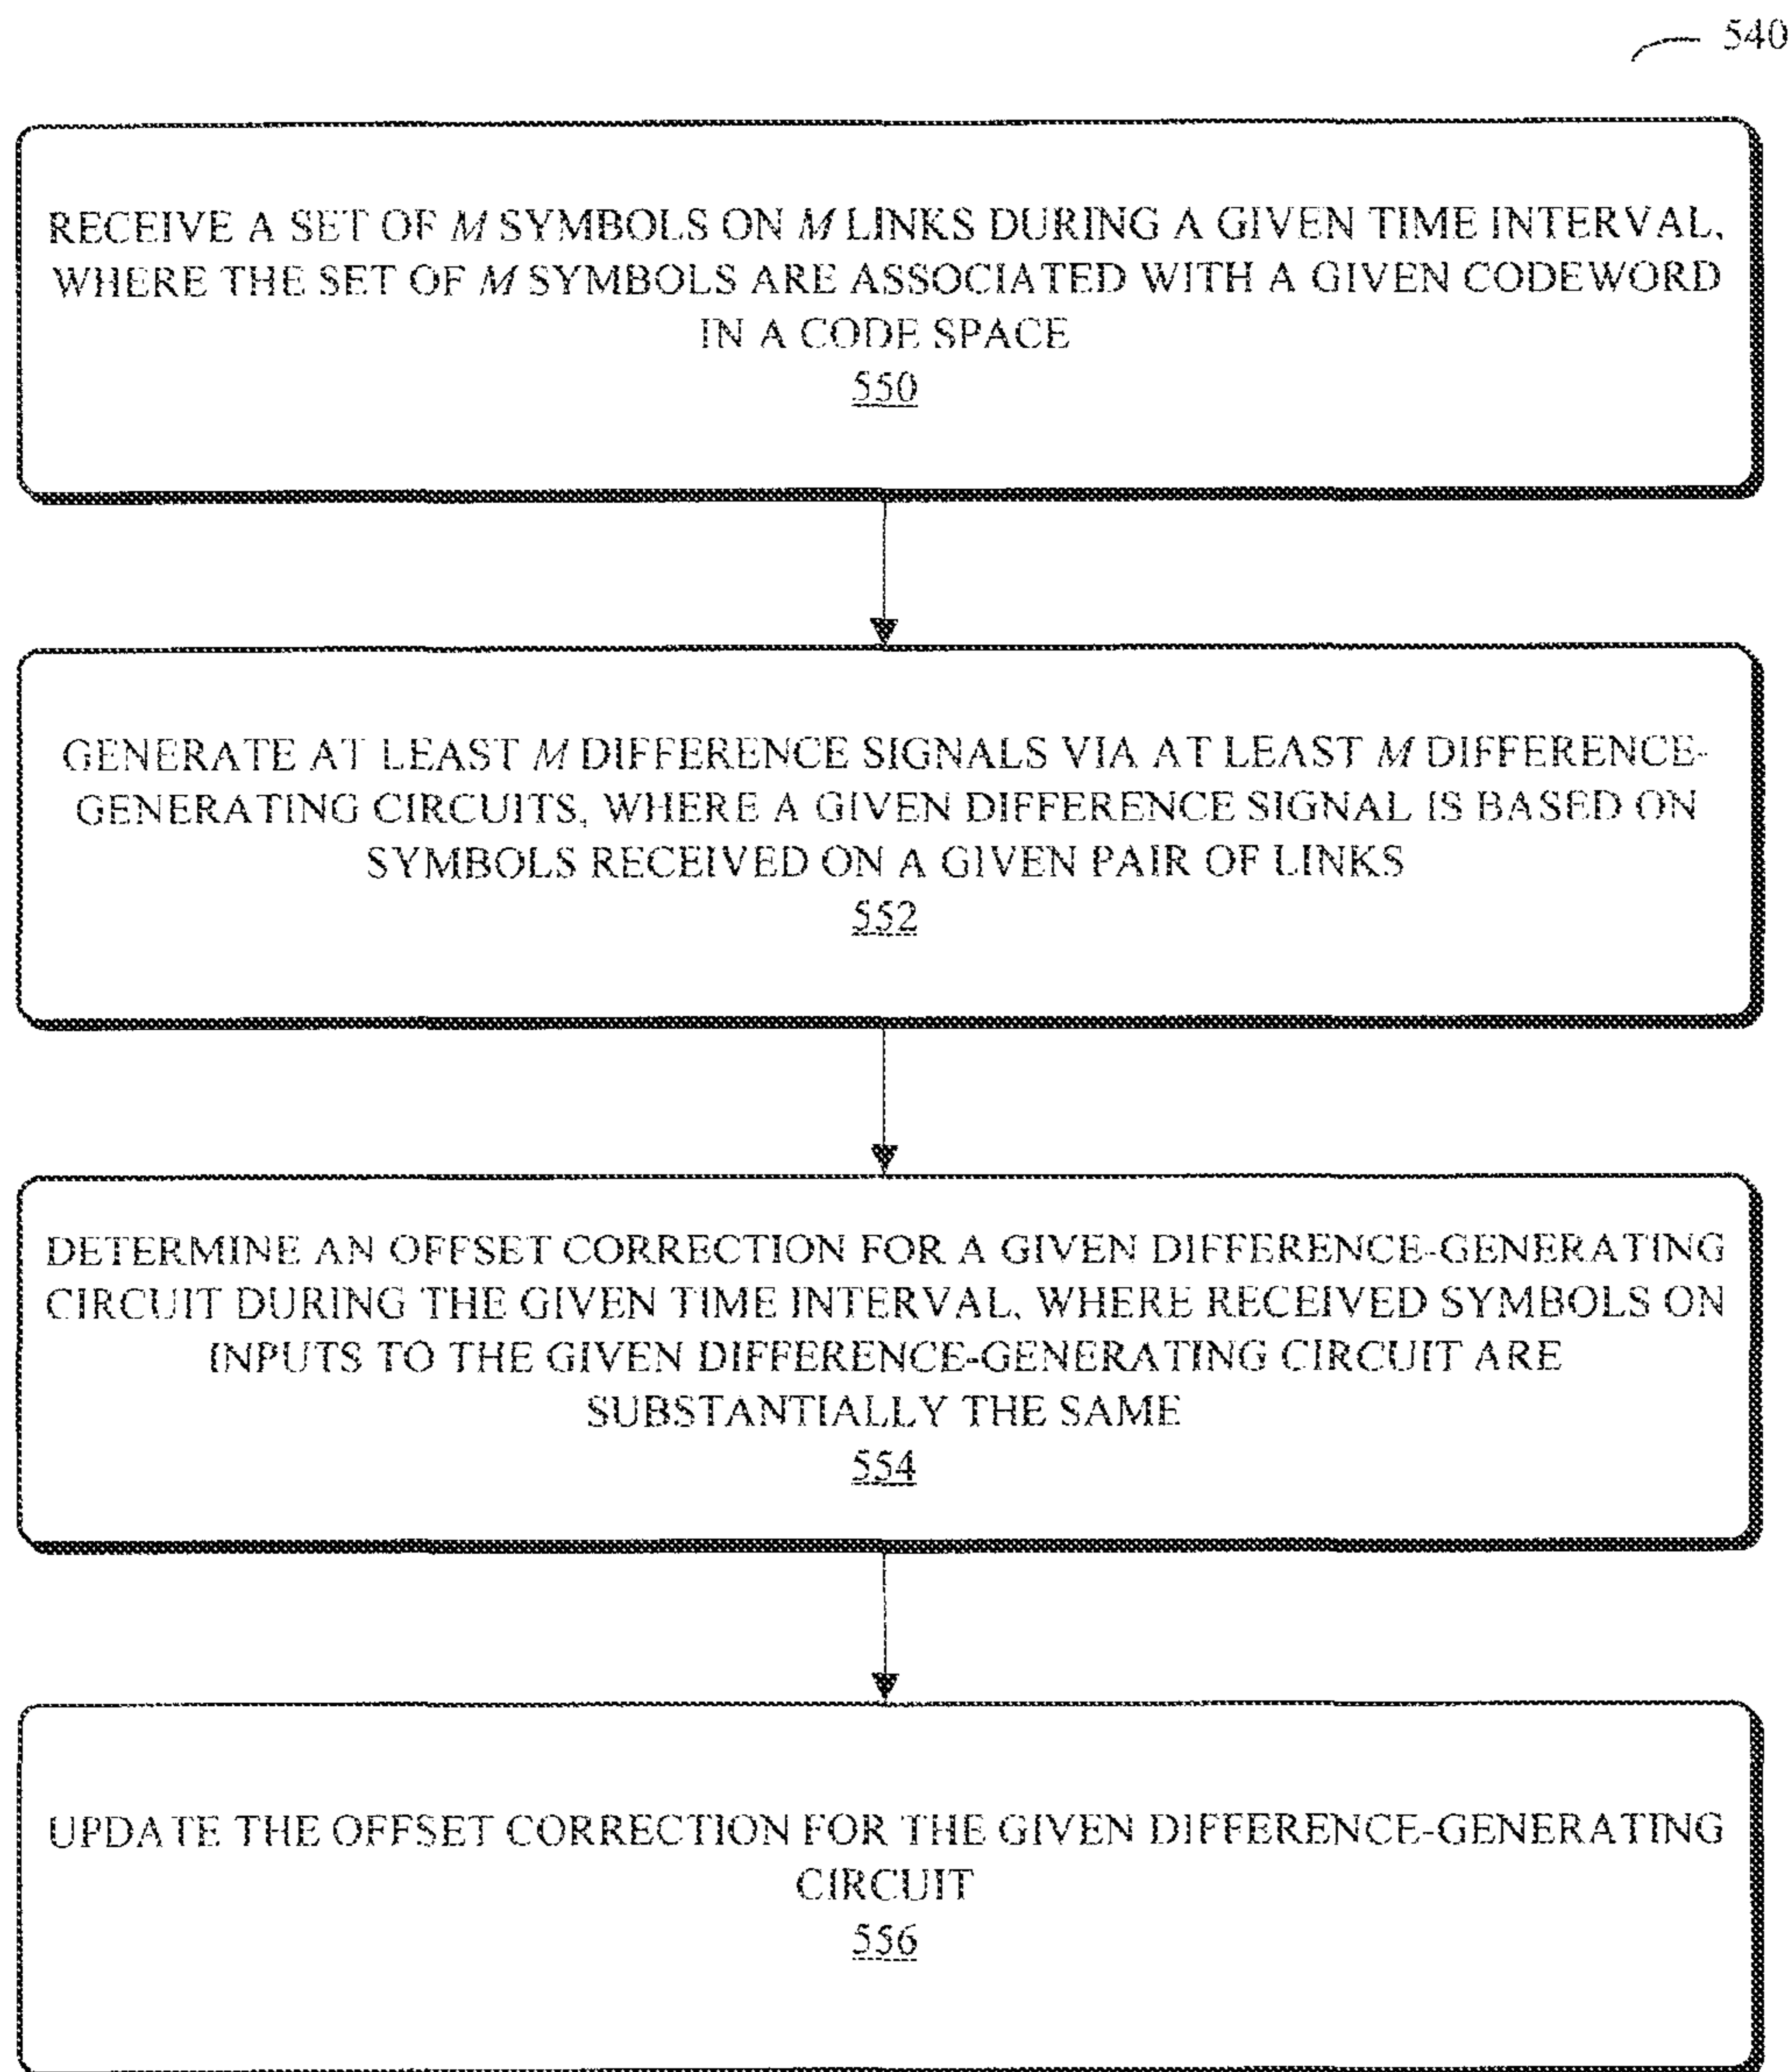 540
RECEIVE A SET OF M SYMBOLS ON M LINKS DURING A GIVEN TIME INTERVAL,
WHERE THE SET OF M SYMBOLS ARE ASSOCIATED WITH A GIVEN CODEWORD
IN A CODE SPACE
550
GENERATE AT LEAST M DIFFERENCE SIGNALS VIA AT LEAST M DIFFERENCE-
GENERATING CIRCUITS, WHERE A GIVEN DIFFERENCE SIGNAL IS BASED ON
SYMBOLS RECEIVED ON A GIVEN PAIR OF LINKS
552
DETERMINE AN OFFSET CORRECTION FOR A GIVEN DIFFERENCE-GENERATING
CIRCUIT DURING THE GIVEN TIME INTERVAL, WHERE RECEIVED SYMBOLS ON
INPUTS TO THE GIVEN DIFFERENCE-GENERATING CIRCUIT ARE
SUBSTANTIALLY THE SAME
554
UPDATE THE OFFSET CORRECTION FOR THE GIVEN DIFFERENCE-GENERATING
CIRCUIT
556